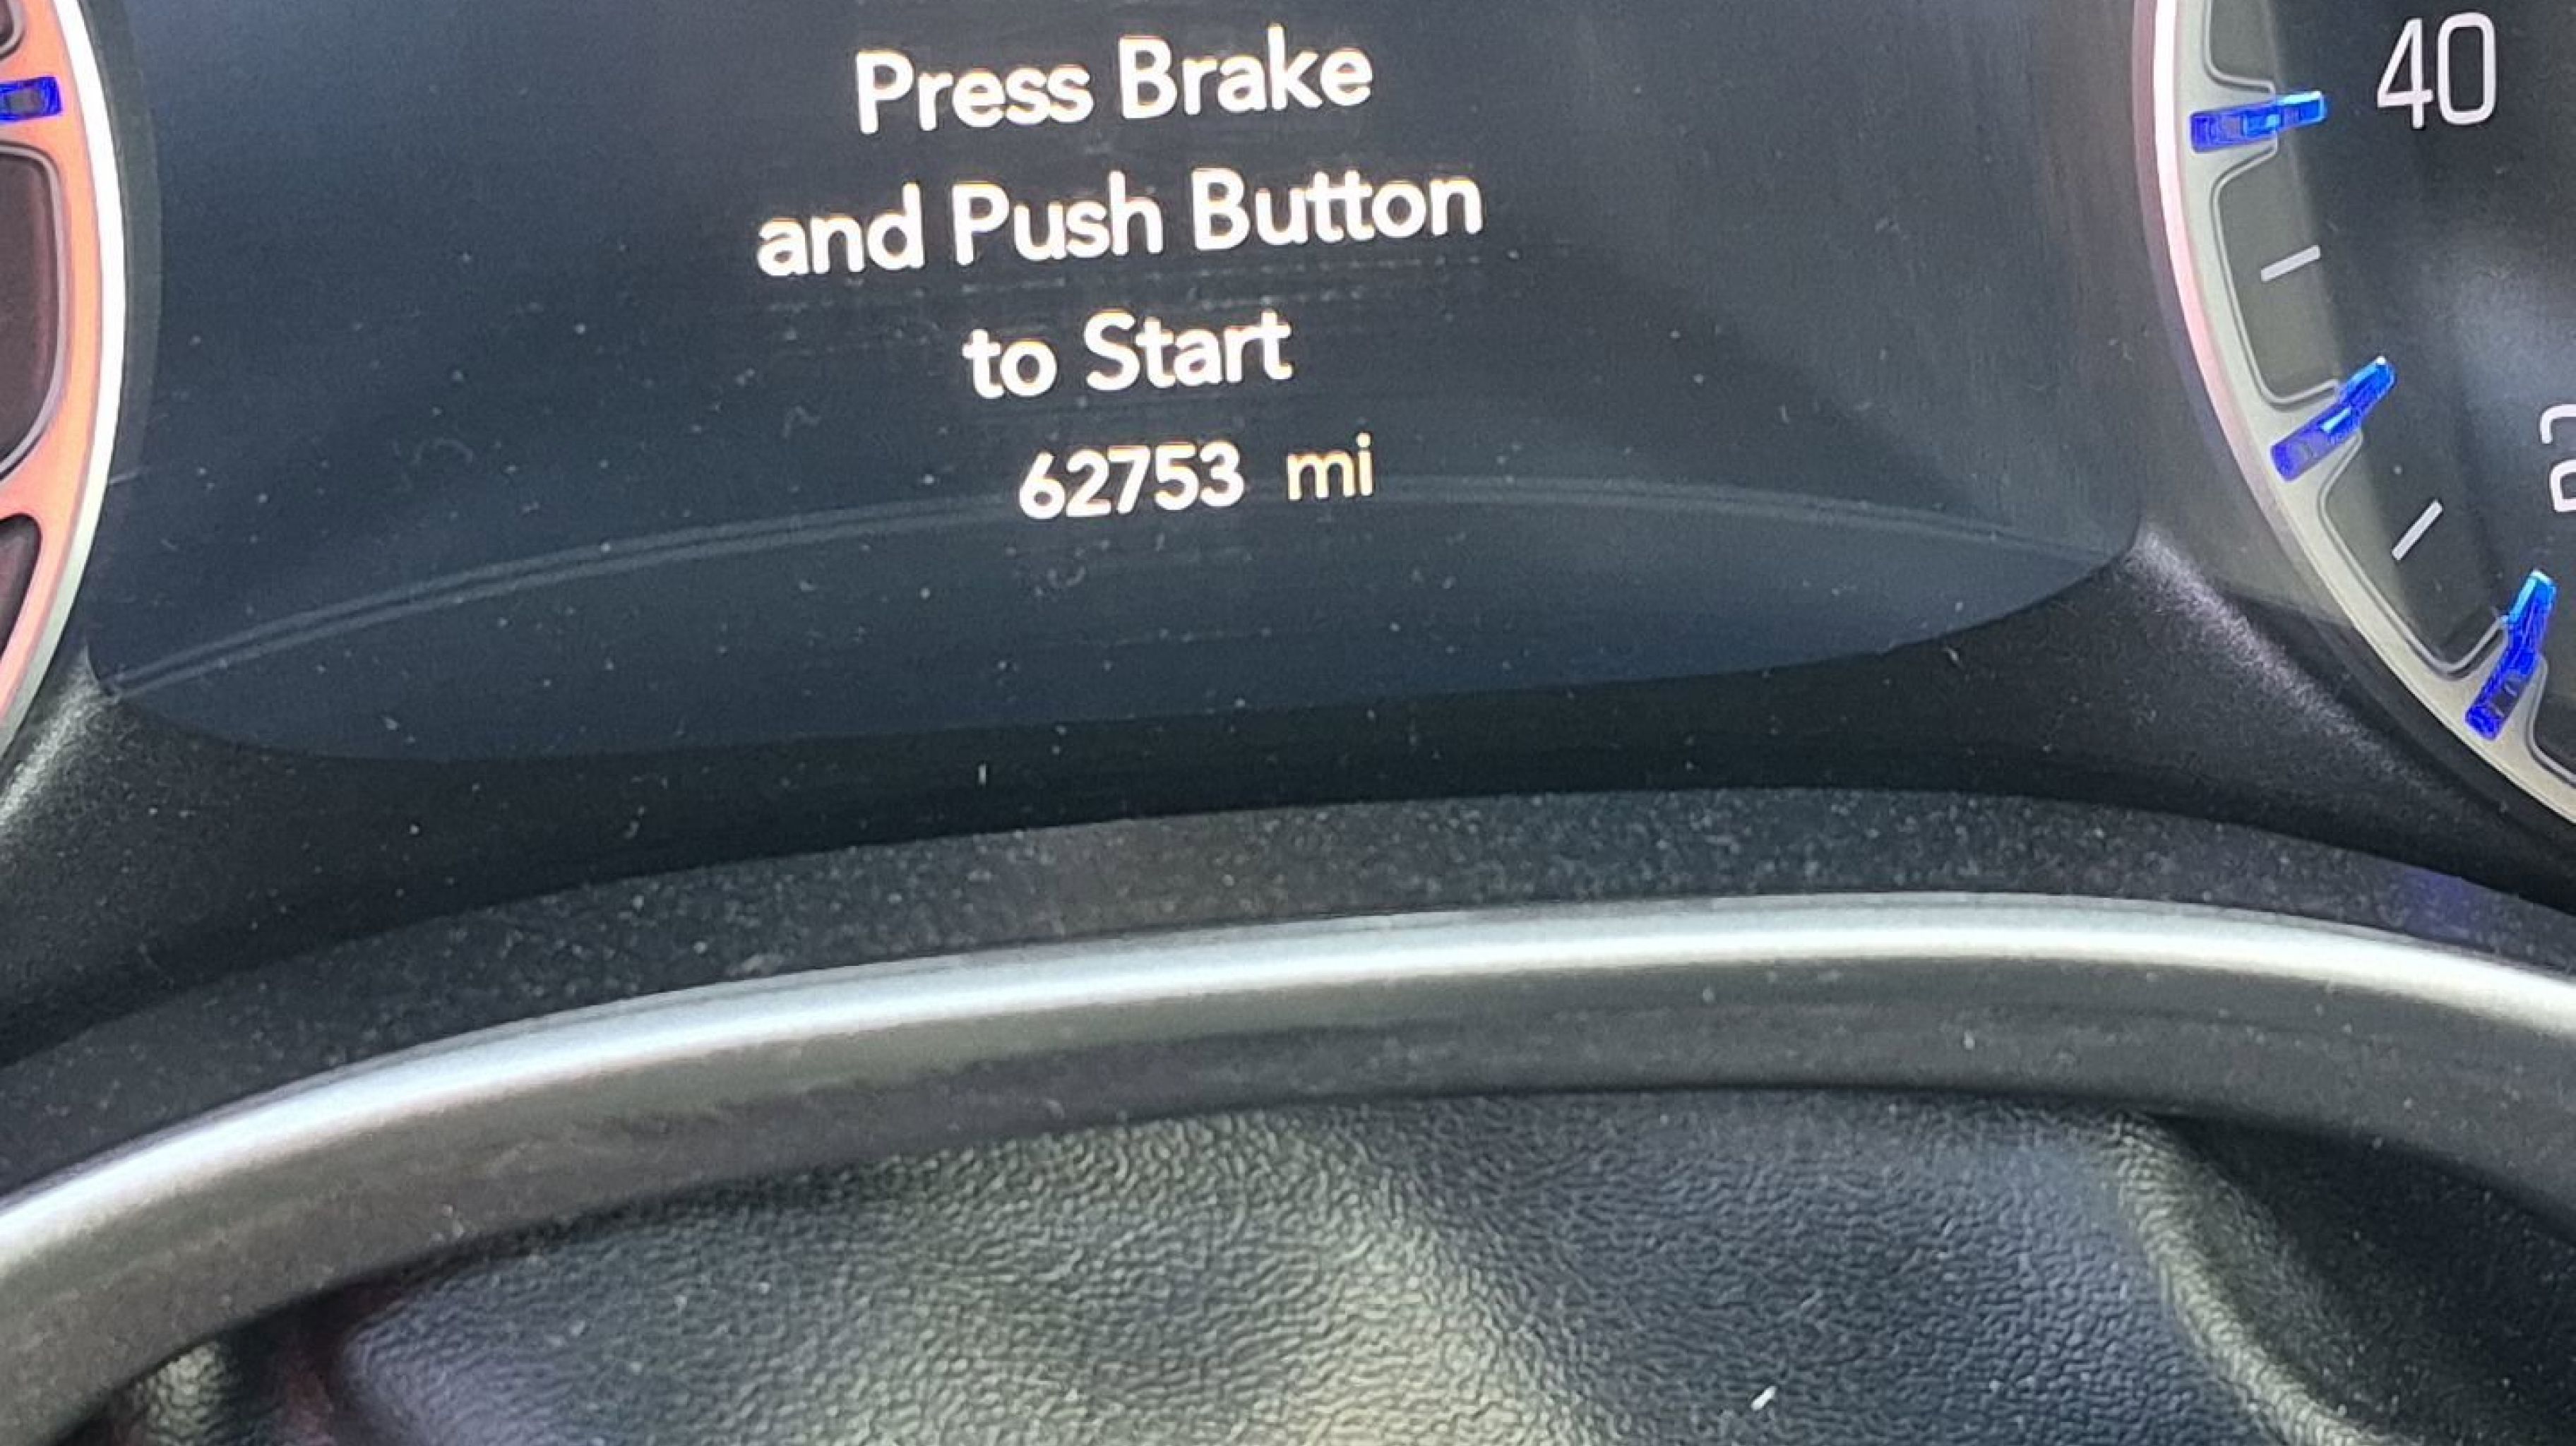 Press Brake
and Push Button
to Start
62753 mi
40